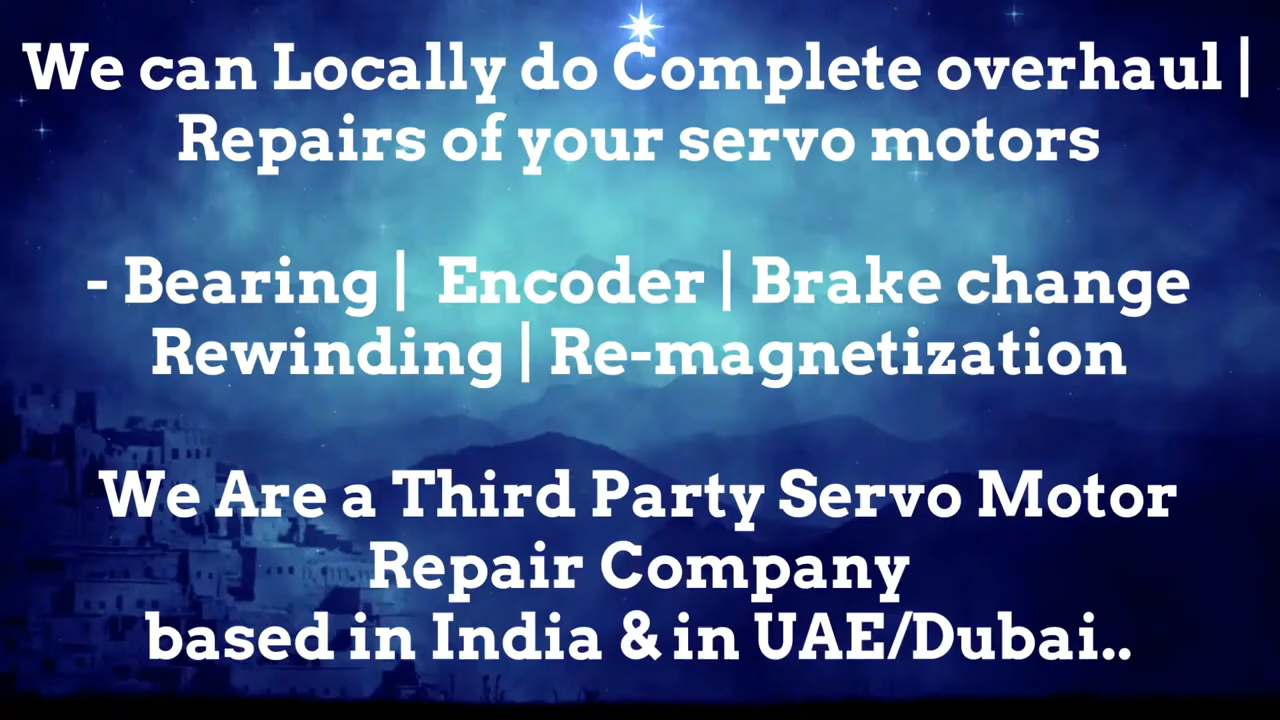 We can Locally do Complete overhaul |
Repairs of your servo motors
- Bearing | Encoder | Brake change
Rewinding | Re-magnetization
We Are a Third Party Servo Motor
Repair Company
based in India & in UAE/Dubai..